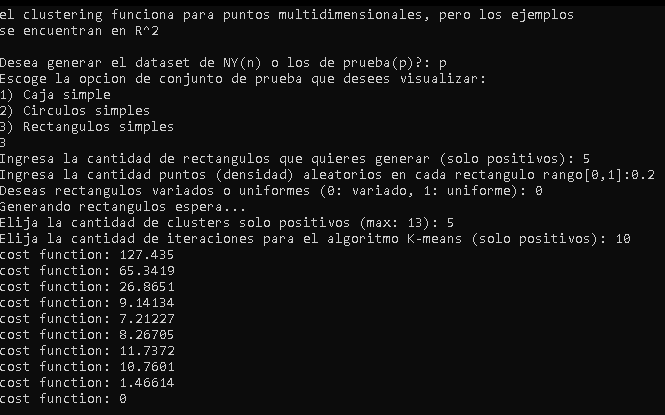 el clustering funciona para puntos multidimensionales, pero los ejemplos
se encuentran en R^2
Desea generar el dataset de NY(n) o los de prueba(p)?: p
Escoge la opcion de conjunto de prueba que desees visualizar:
1) Caja simple
2) Circulos simples
3) Rectangulos simples
3
Ingresa la cantidad de rectangulos que quieres generar (solo positivos): 5
Ingresa la cantidad puntos (densidad) aleatorios en cada rectangulo rango[0,1]:0.2
Deseas rectangulos variados o uniformes (0: variado, 1: uniforme): 0
Generando rectangulos espera...
Elija la cantidad de clusters solo positivos (max: 13): 5
Elija la cantidad de iteraciones para el algoritmo K-means (solo positivos): 10
cost function: 127.435
cost function: 65.3419
cost function: 26.8651
cost function: 9.14134
cost function: 7.21227
cost function: 8.26705
cost function: 11.7372
cost function: 10.7601
cost function: 1.46614
cost function: 0